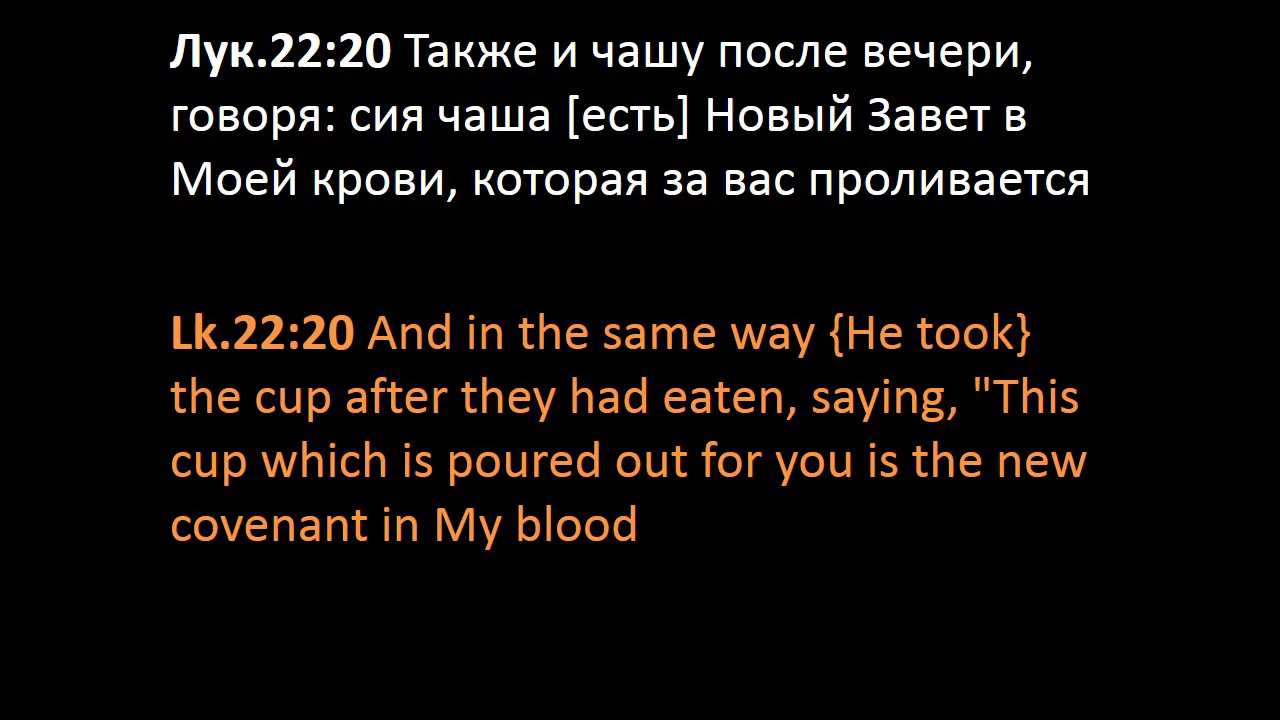 Лук.22:20 Также и чашу после вечери,
говоря: сия чаша [есть] Новый Завет в
Моей крови, которая за вас проливается
Lk.22:20 And in the same way {He took}
the cup after they had eaten, saying, "This
cup which is poured out for you is the new
covenant in My blood